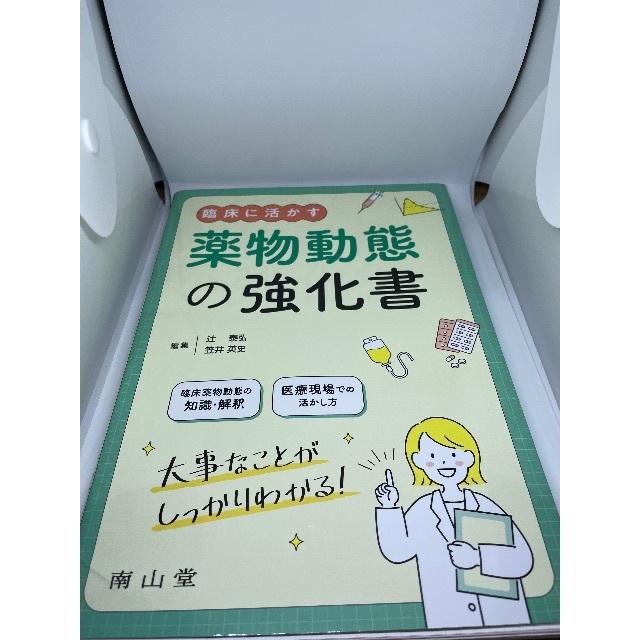 臨床に活かす
薬物動態
の強化書
編集
辻 泰弘
笠井 英史
臨床薬物動態の
知識・解釈
医療現場での
活かし方
大事なことが
しっかりわかる!
南山堂